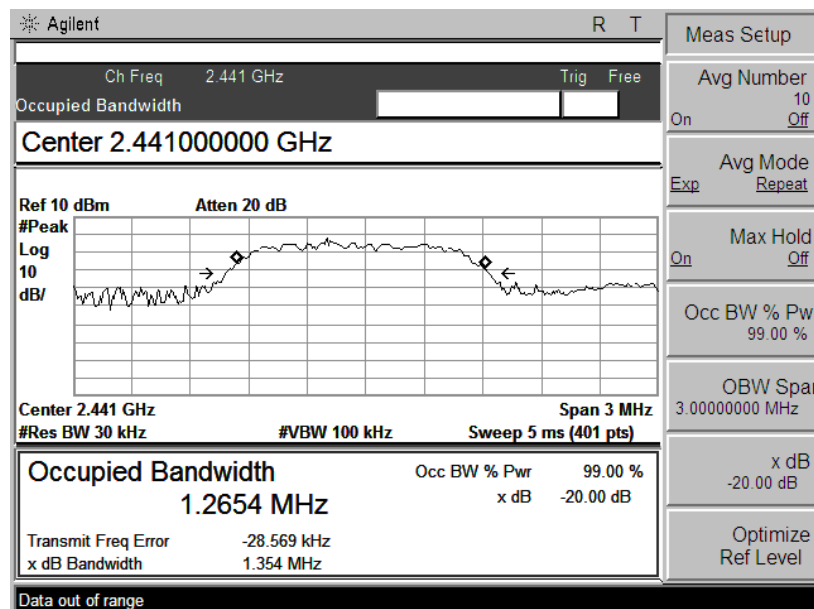 Agilent R T
Ch Freq 2.441 GHz Trig Free
Occupied Bandwidth
Center 2.441000000 GHz
Ref 10 dBm Atten 20 dB
#Peak
Log
10
dB/
Center 2.441 GHz Span 3 MHz
#Res BW 30 kHz #VBW 100 kHz Sweep 5 ms (401 pts)
Occupied Bandwidth
1.2654 MHz
Occ BW % Pwr 99.00 %
x dB -20.00 dB
Transmit Freq Error -28.569 kHz
x dB Bandwidth 1.354 MHz
Data out of range
Meas Setup
Avg Number
10
On Off
Avg Mode
Exp Repeat
Max Hold
On Off
Occ BW % Pw
99.00 %
OBW Spa
3.00000000 MHz
x dB
-20.00 dB
Optimize
Ref Level